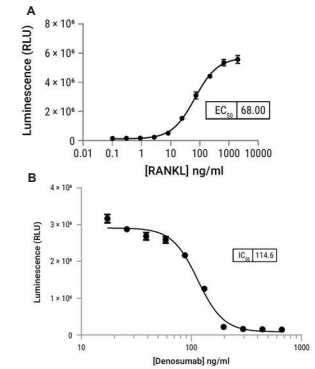 A
Luminescence (RLU)
8 × 10⁶
6 × 10⁶
4 × 10⁶
2 × 10⁶
0
EC₅₀ 68.00
0.01 0.1 1 10 100 1000 10000
[RANKL] ng/ml
B
Luminescence (RLU)
4 × 10⁶
3 × 10⁶
2 × 10⁶
1 × 10⁶
0
IC₅₀ 114.6
10 100 1000
[Denosumab] ng/ml